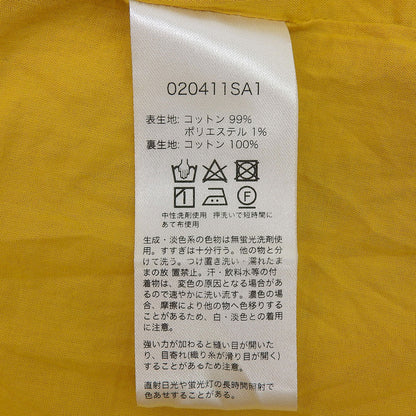 020411SA1
表生地: コットン 99%
ポリエステル 1%
裏生地: コットン 100%
中性洗剤使用 押洗いで短時間に
あて布使用
生成・淡色系の色物は無蛍光洗剤使
用。すすぎは十分行う。他の物と分
けて洗う。つけ置き洗い・濡れたま
まの放置禁止。汗・飲料水等の付
着物は、変色の原因となる場合があ
るので速やかに洗い流す。濃色の場
合、摩擦により他の物へ色移りする
ことがあるため、白・淡色との着用
に注意。
強い力が加わると縫い目が開いた
り、目寄れ(織り糸が滑り目が開く)
することがあるため注意。
直射日光や蛍光灯の長時間照射で
色あせすることがあるため注意。